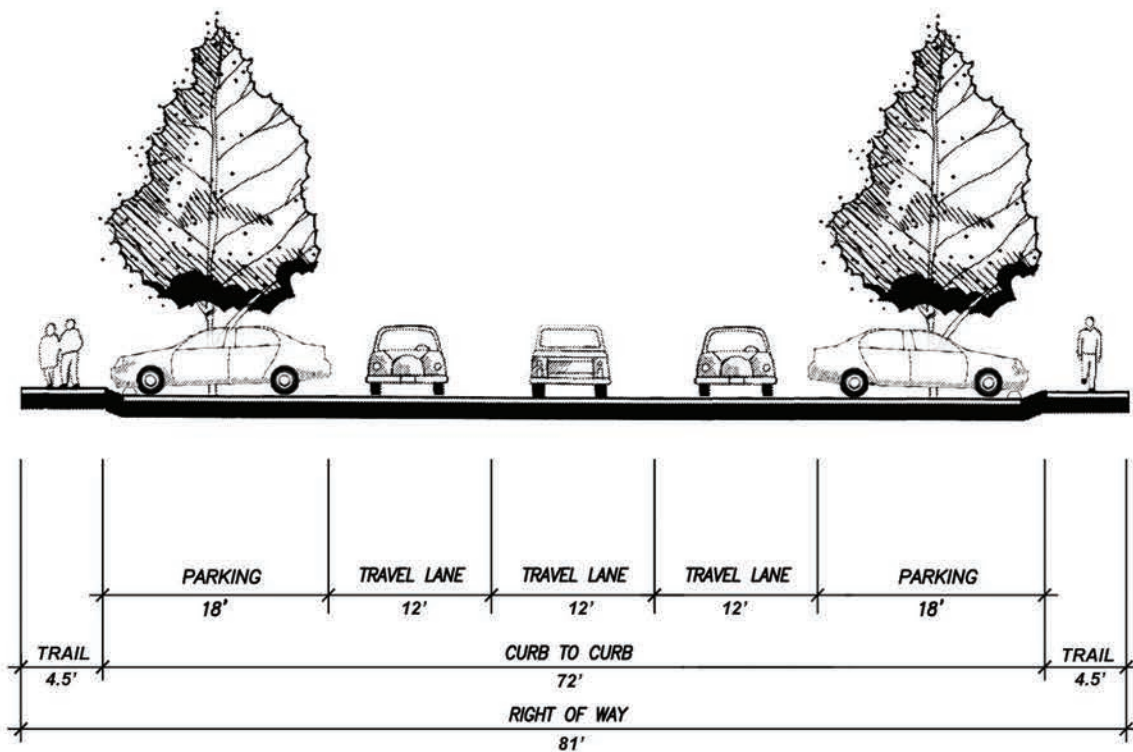 PARKING TRAVEL LANE TRAVEL LANE TRAVEL LANE PARKING
18' 12' 12' 12' 18'
TRAIL CURB TO CURB TRAIL
4.5' 72' 4.5'
RIGHT OF WAY
81'